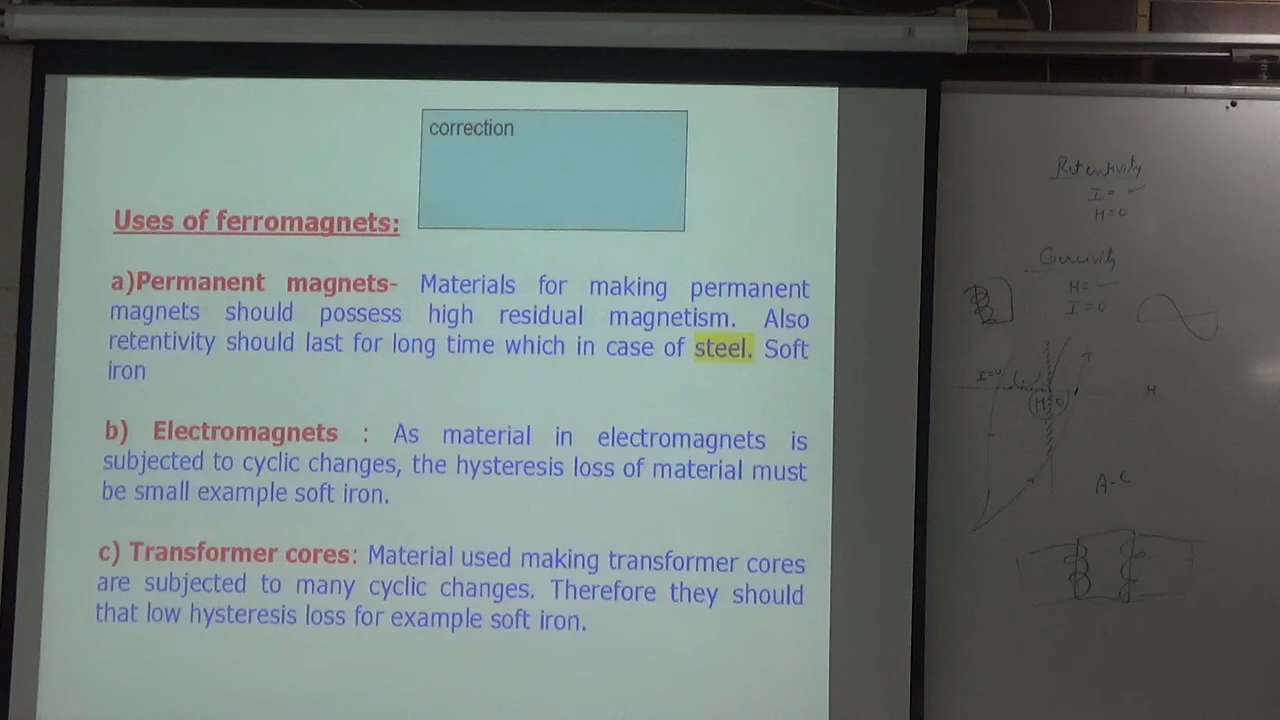 correction
Uses of ferromagnets:
a)Permanent magnets- Materials for making permanent
magnets should possess high residual magnetism. Also
retentivity should last for long time which in case of steel. Soft
iron
b) Electromagnets : As material in electromagnets is
subjected to cyclic changes, the hysteresis loss of material must
be small example soft iron.
c) Transformer cores: Material used making transformer cores
are subjected to many cyclic changes. Therefore they should
that low hysteresis loss for example soft iron.
Retentivity
I =
H=0
Coercivity
H=
I=0
H
A-C